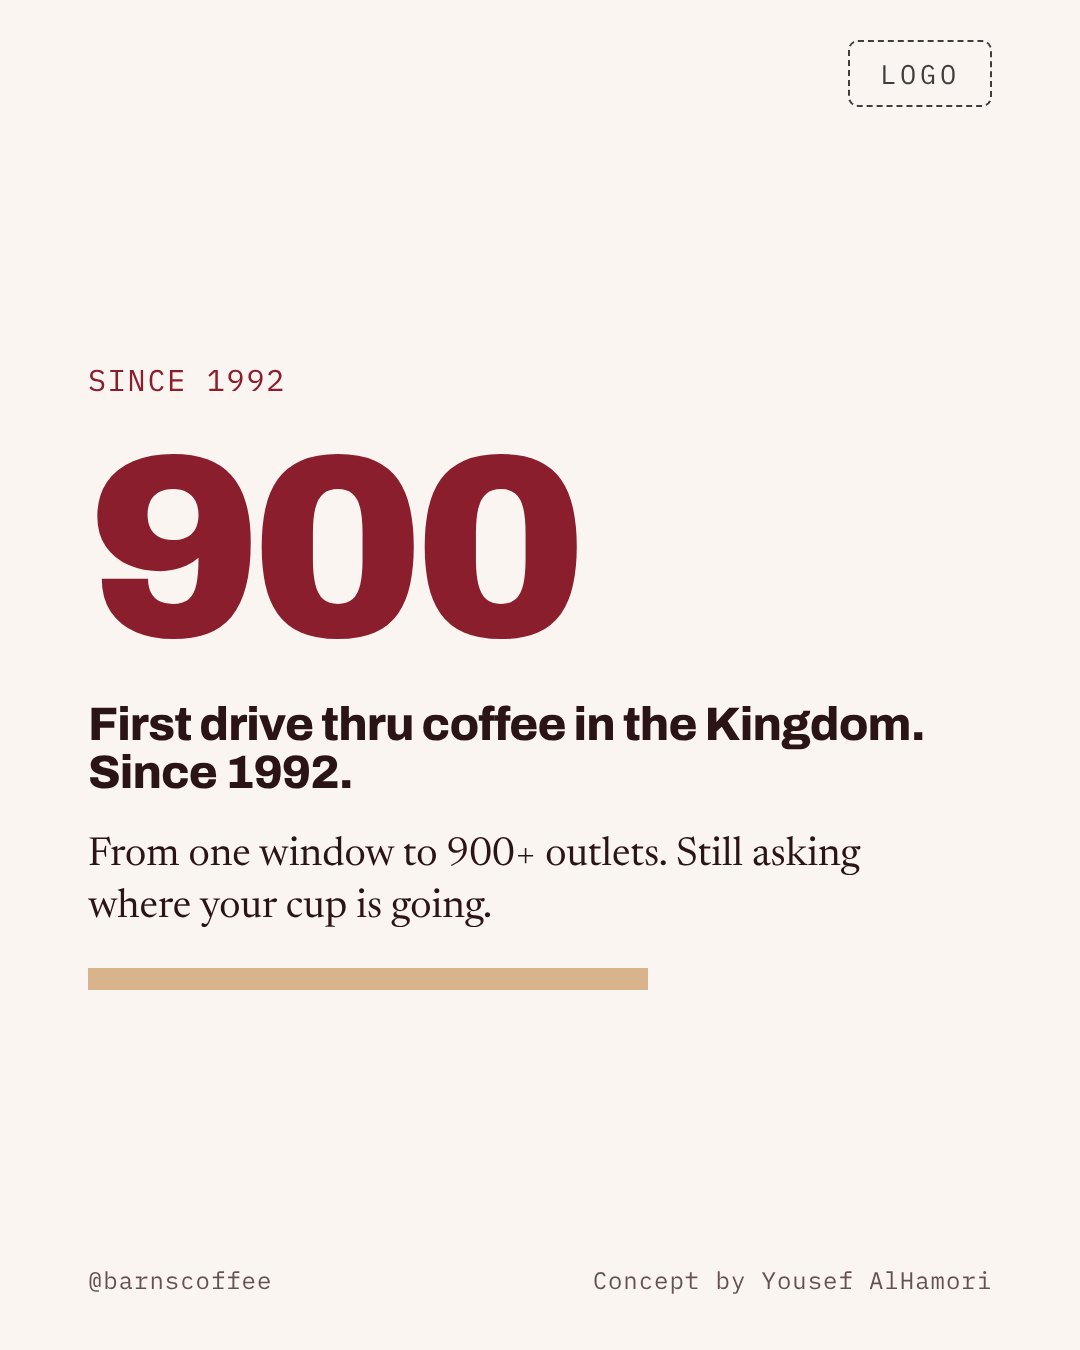 LOGO
SINCE 1992
900
First drive thru coffee in the Kingdom.
Since 1992.
From one window to 900+ outlets. Still asking
where your cup is going.
@barnscoffee
Concept by Yousef AlHamori